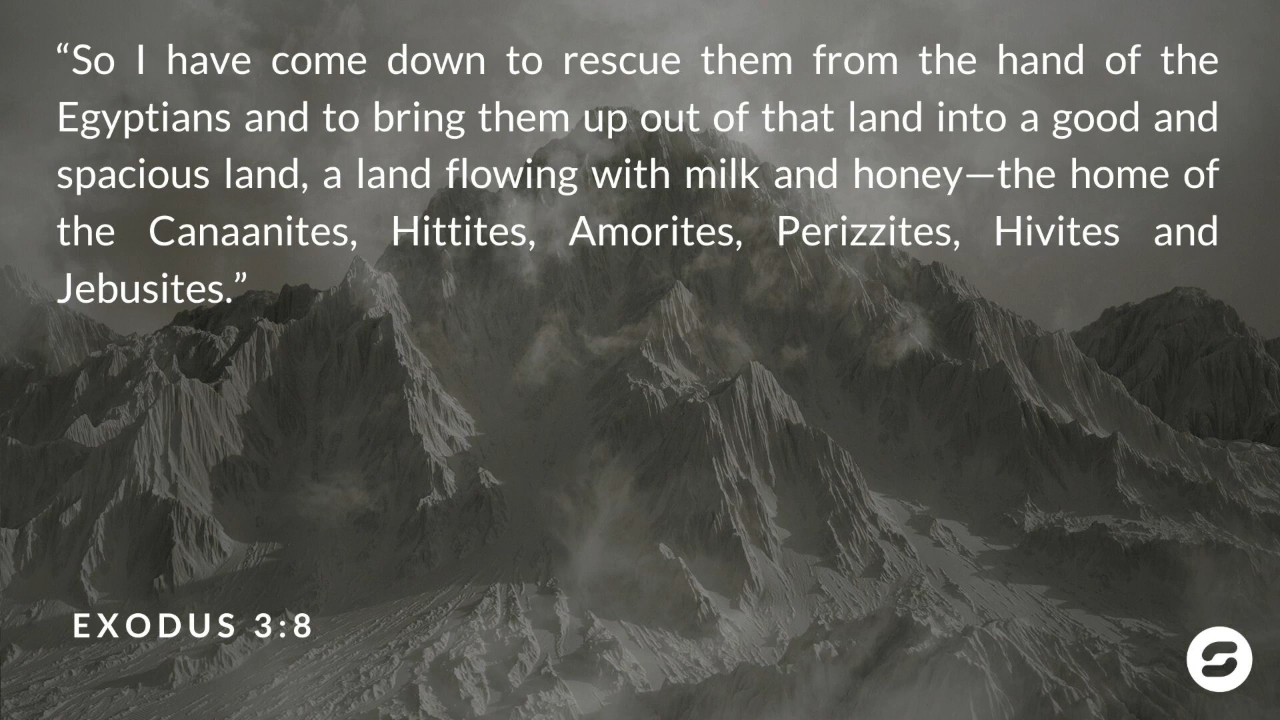 “So I have come down to rescue them from the hand of the
Egyptians and to bring them up out of that land into a good and
spacious land, a land flowing with milk and honey—the home of
the Canaanites, Hittites, Amorites, Perizzites, Hivites and
Jebusites.”
EXODUS 3:8